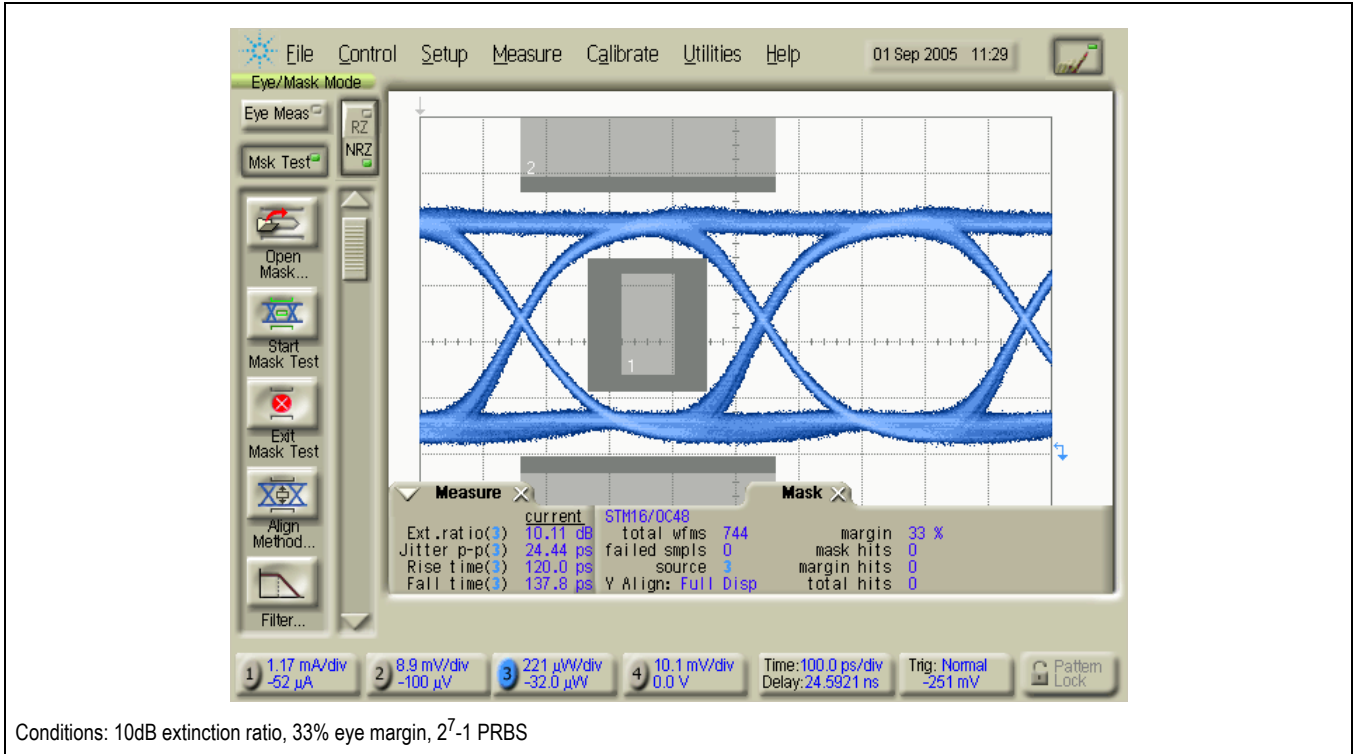 File Control Setup Measure Calibrate Utilities Help 01 Sep 2005 11:29
Eye/Mask Mode
Eye Meas
RZ
NRZ
Msk Test
2
Open
Mask...
Start
Mask Test
1
Exit
Mask Test
Align
Method...
Filter...
Measure Mask
current STM16/OC48
Ext.ratio(3) 10.11 dB total wfms 744 margin 33 %
Jitter p-p(3) 24.44 ps failed smpls 0 mask hits 0
Rise time(3) 120.0 ps source 3 margin hits 0
Fall time(3) 137.8 ps Y Align: Full Disp total hits 0
1) 1.17 mA/div 2) 8.9 mV/div 3) 221 µW/div 4) 10.1 mV/div Time:100.0 ps/div Trig: Normal Pattern
-52 µA -100 µV -32.0 µW 0.0 V Delay:24.5921 ns -251 mV Lock
Conditions: 10dB extinction ratio, 33% eye margin, 2⁷-1 PRBS